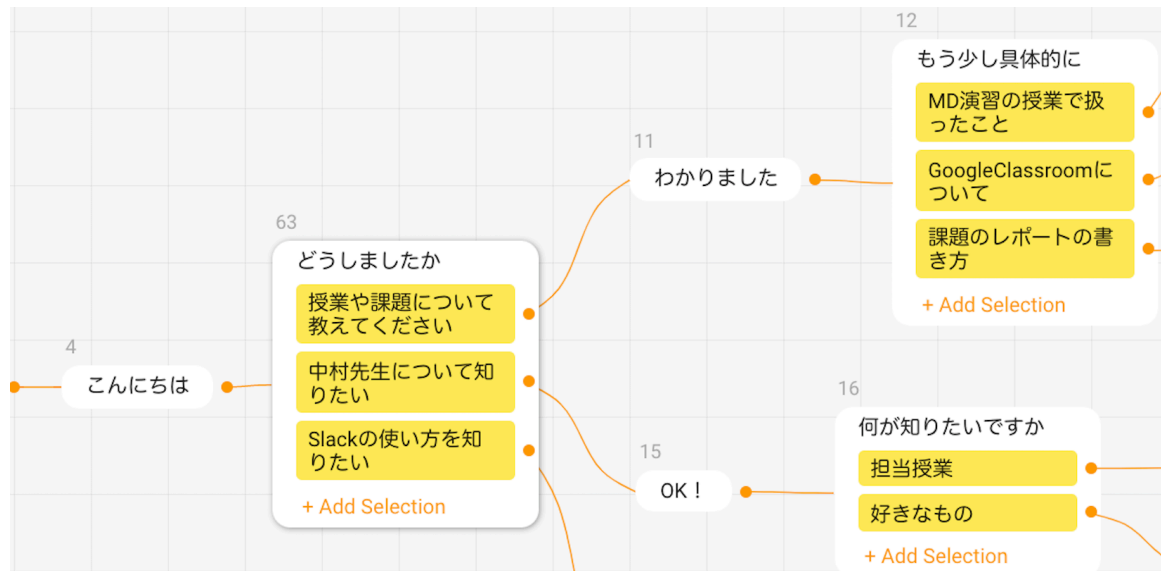 4
こんにちは
63
どうしましたか
授業や課題について
教えてください
中村先生について知
りたい
Slackの使い方を知
りたい
+ Add Selection
11
わかりました
12
もう少し具体的に
MD演習の授業で扱
ったこと
GoogleClassroomに
ついて
課題のレポートの書
き方
+ Add Selection
15
OK！
16
何が知りたいですか
担当授業
好きなもの
+ Add Selection